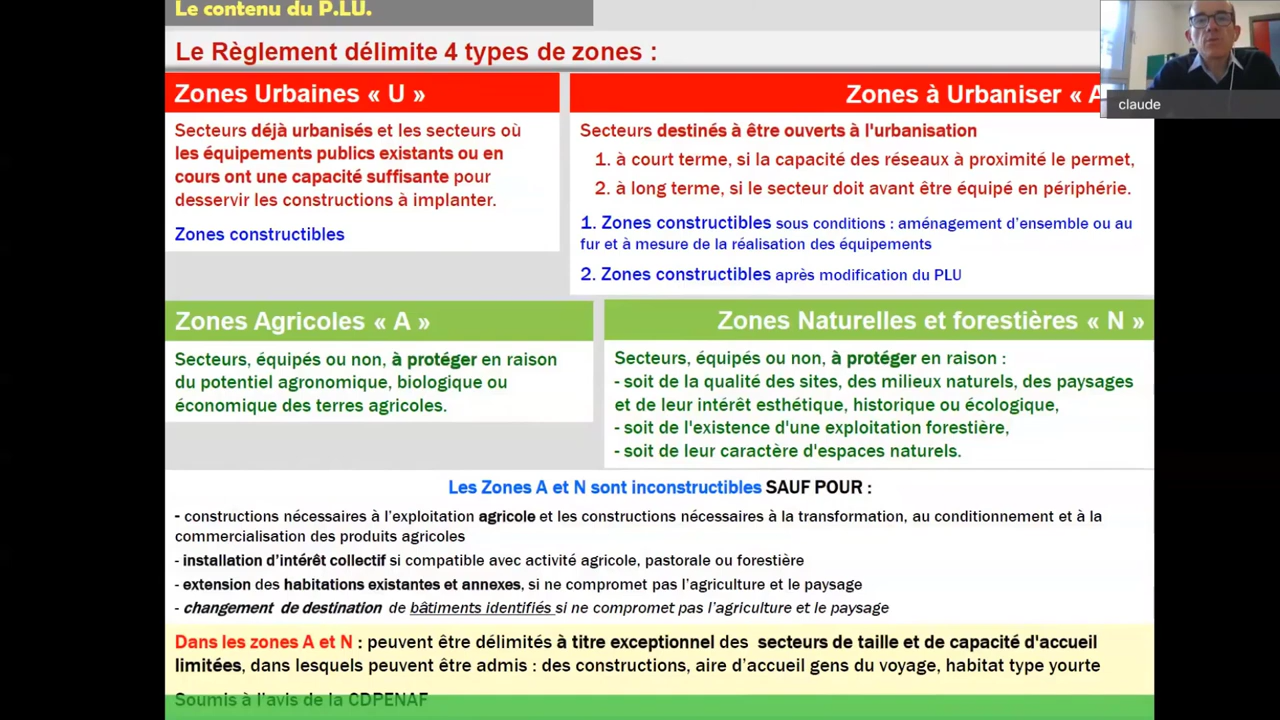 Le contenu du P.LU.
Le Règlement délimite 4 types de zones :
Zones Urbaines « U »
Secteurs déjà urbanisés et les secteurs où
les équipements publics existants ou en
cours ont une capacité suffisante pour
desservir les constructions à implanter.
Zones constructibles
Zones à Urbaniser « A
claude
Secteurs destinés à être ouverts à l'urbanisation
1. à court terme, si la capacité des réseaux à proximité le permet,
2. à long terme, si le secteur doit avant être équipé en périphérie.
1. Zones constructibles sous conditions : aménagement d'ensemble ou au
fur et à mesure de la réalisation des équipements
2. Zones constructibles après modification du PLU
Zones Agricoles « A »
Secteurs, équipés ou non, à protéger en raison
du potentiel agronomique, biologique ou
économique des terres agricoles.
Zones Naturelles et forestières « N »
Secteurs, équipés ou non, à protéger en raison :
- soit de la qualité des sites, des milieux naturels, des paysages
et de leur intérêt esthétique, historique ou écologique,
- soit de l'existence d'une exploitation forestière,
- soit de leur caractère d'espaces naturels.
Les Zones A et N sont inconstructibles SAUF POUR :
- constructions nécessaires à l'exploitation agricole et les constructions nécessaires à la transformation, au conditionnement et à la
commercialisation des produits agricoles
- installation d'intérêt collectif si compatible avec activité agricole, pastorale ou forestière
- extension des habitations existantes et annexes, si ne compromet pas l'agriculture et le paysage
- changement de destination de bâtiments identifiés si ne compromet pas l'agriculture et le paysage
Dans les zones A et N : peuvent être délimités à titre exceptionnel des secteurs de taille et de capacité d'accueil
limitées, dans lesquels peuvent être admis : des constructions, aire d'accueil gens du voyage, habitat type yourte
Soumis à l'avis de la CDPENAF